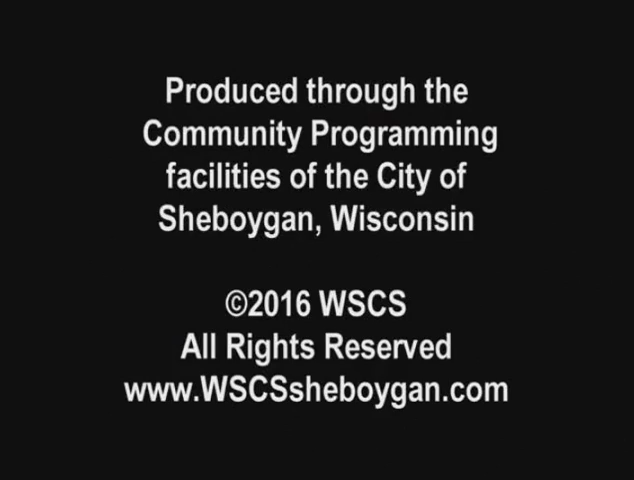 Produced through the
Community Programming
facilities of the City of
Sheboygan, Wisconsin
©2016 WSCS
All Rights Reserved
www.WSCSsheboygan.com